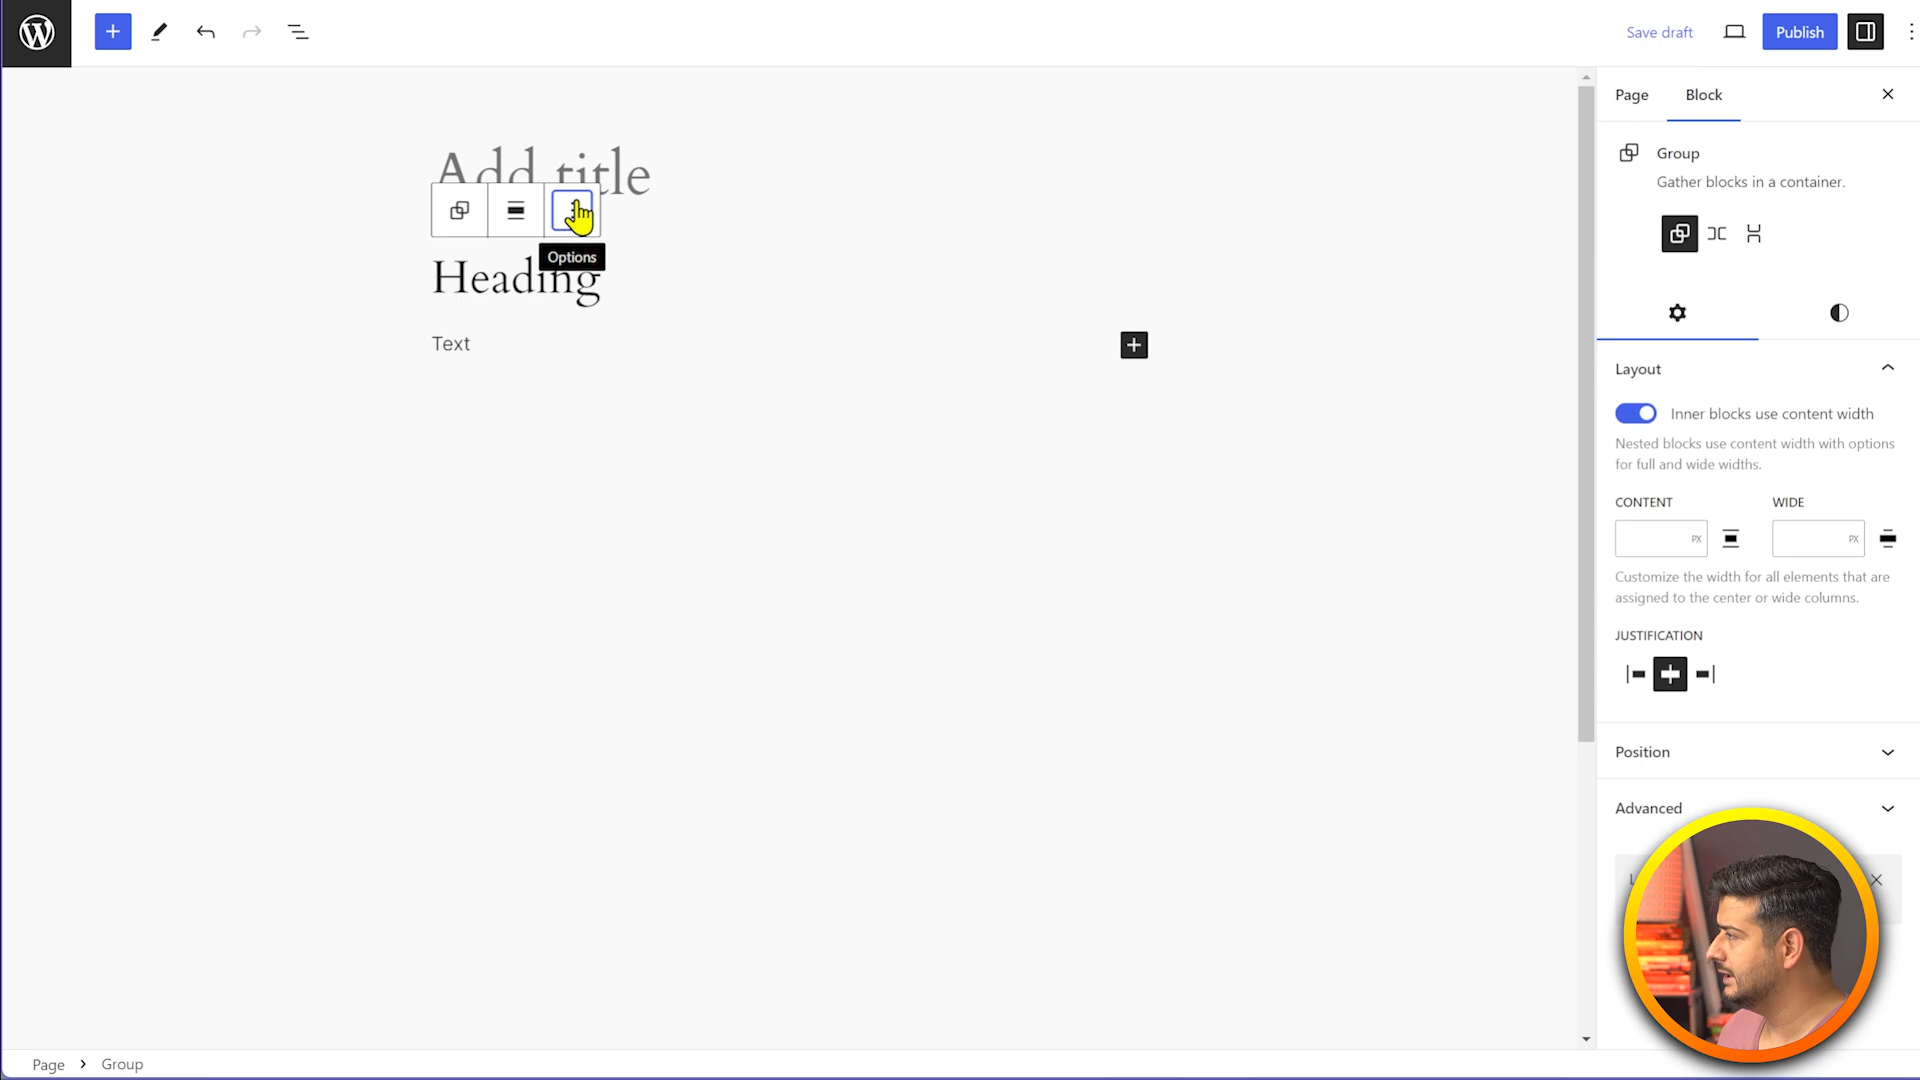 Save draft
Publish
Page
Block
Add title
Group
Gather blocks in a container.
Options
Heading
Text
Layout
Inner blocks use content width
Nested blocks use content width with options
for full and wide widths.
CONTENT
WIDE
PX
PX
Customize the width for all elements that are
assigned to the center or wide columns.
JUSTIFICATION
Position
Advanced
Page
Group